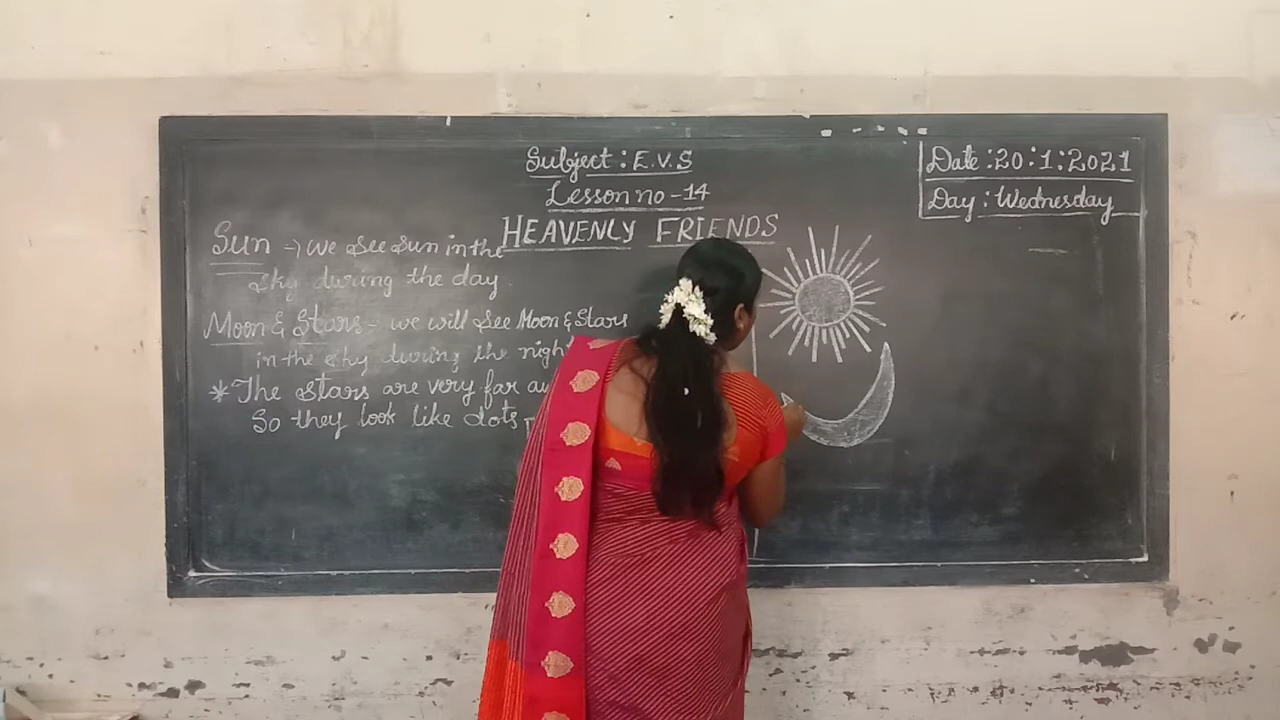 Subject : E.V.S
Lesson no - 14
HEAVENLY FRIENDS
Date : 20 : 1 : 2021
Day : Wednesday
Sun → we see sun in the
sky during the day
Moon & Stars - we will see Moon & Stars
in the sky during the night
* The stars are very far
So they look like dots